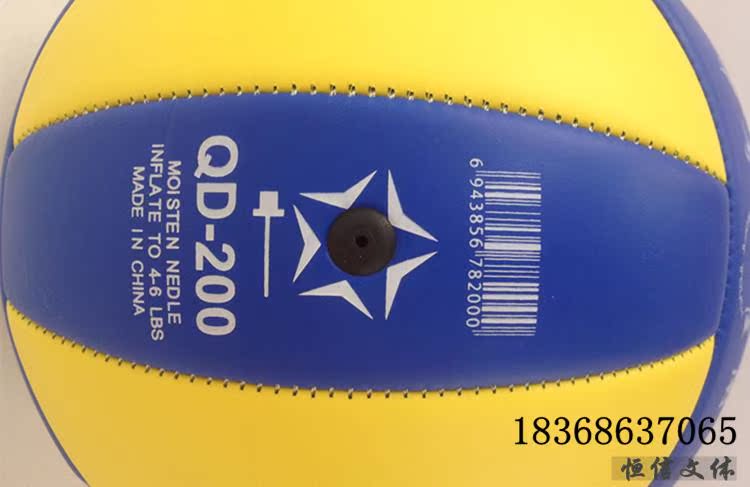 QD-200
MOISTEN NEDLE
INFLATE TO 4-6 LBS
MADE IN CHINA
6 943856 782000
18368637065
恒信文体